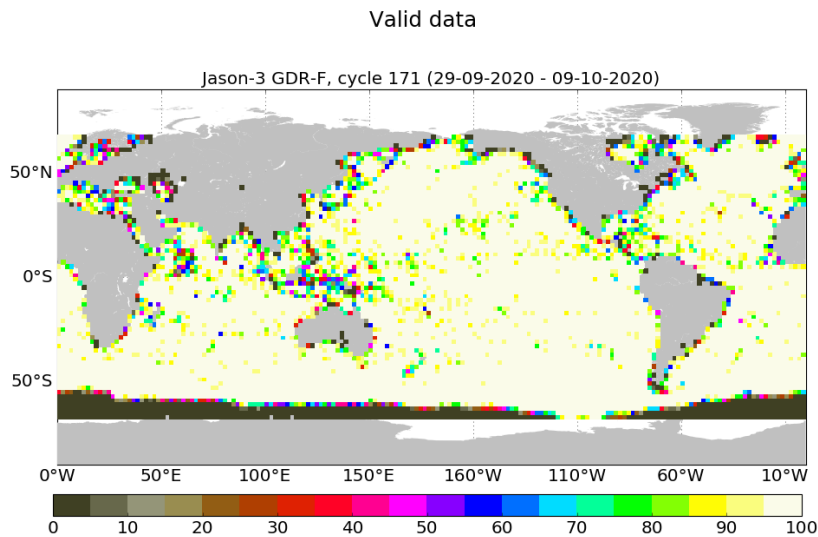 Valid data
Jason-3 GDR-F, cycle 171 (29-09-2020 - 09-10-2020)
50°N
0°S
50°S
0°W 50°E 100°E 150°E 160°W 110°W 60°W 10°W
0 10 20 30 40 50 60 70 80 90 100